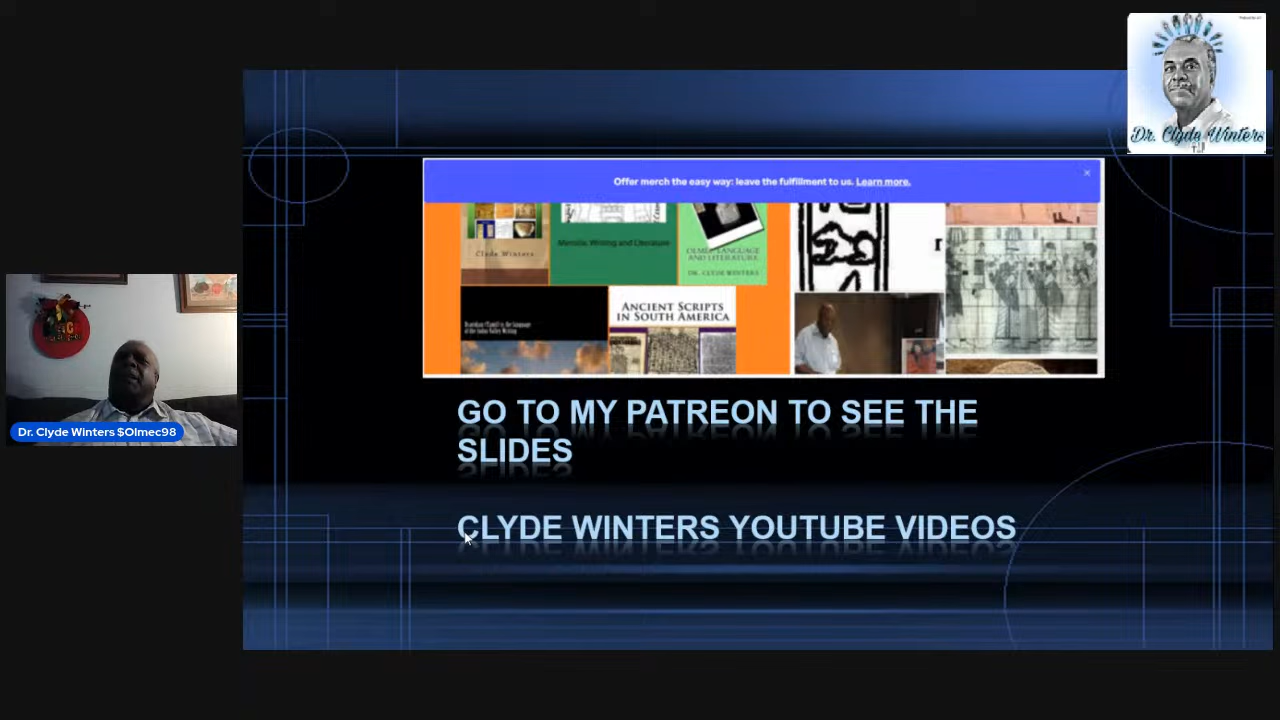 Dr. Clyde Winters
Offer merch the easy way: leave the fulfillment to us. Learn more.
Clyde Winters
Meroitic Writing and Literature
OLMEC LANGUAGE
AND LITERATURE
DR. CLYDE WINTERS
ANCIENT SCRIPTS
IN SOUTH AMERICA
Dr. Clyde Winters $Olmec98
GO TO MY PATREON TO SEE THE
SLIDES
CLYDE WINTERS YOUTUBE VIDEOS